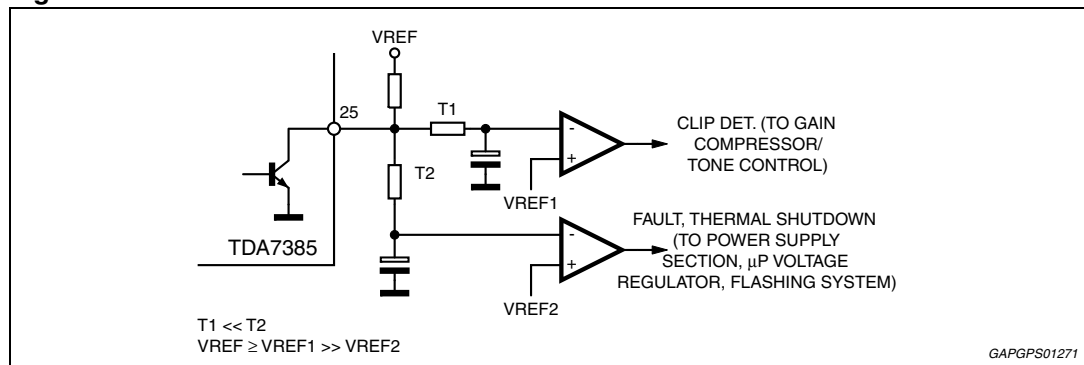 VREF
25
T1
-
+
VREF1
CLIP DET. (TO GAIN
COMPRESSOR/
TONE CONTROL)
T2
TDA7385
-
+
VREF2
FAULT, THERMAL SHUTDOWN
(TO POWER SUPPLY
SECTION, µP VOLTAGE
REGULATOR, FLASHING SYSTEM)
T1 << T2
VREF ≥ VREF1 >> VREF2
GAPGPS01271